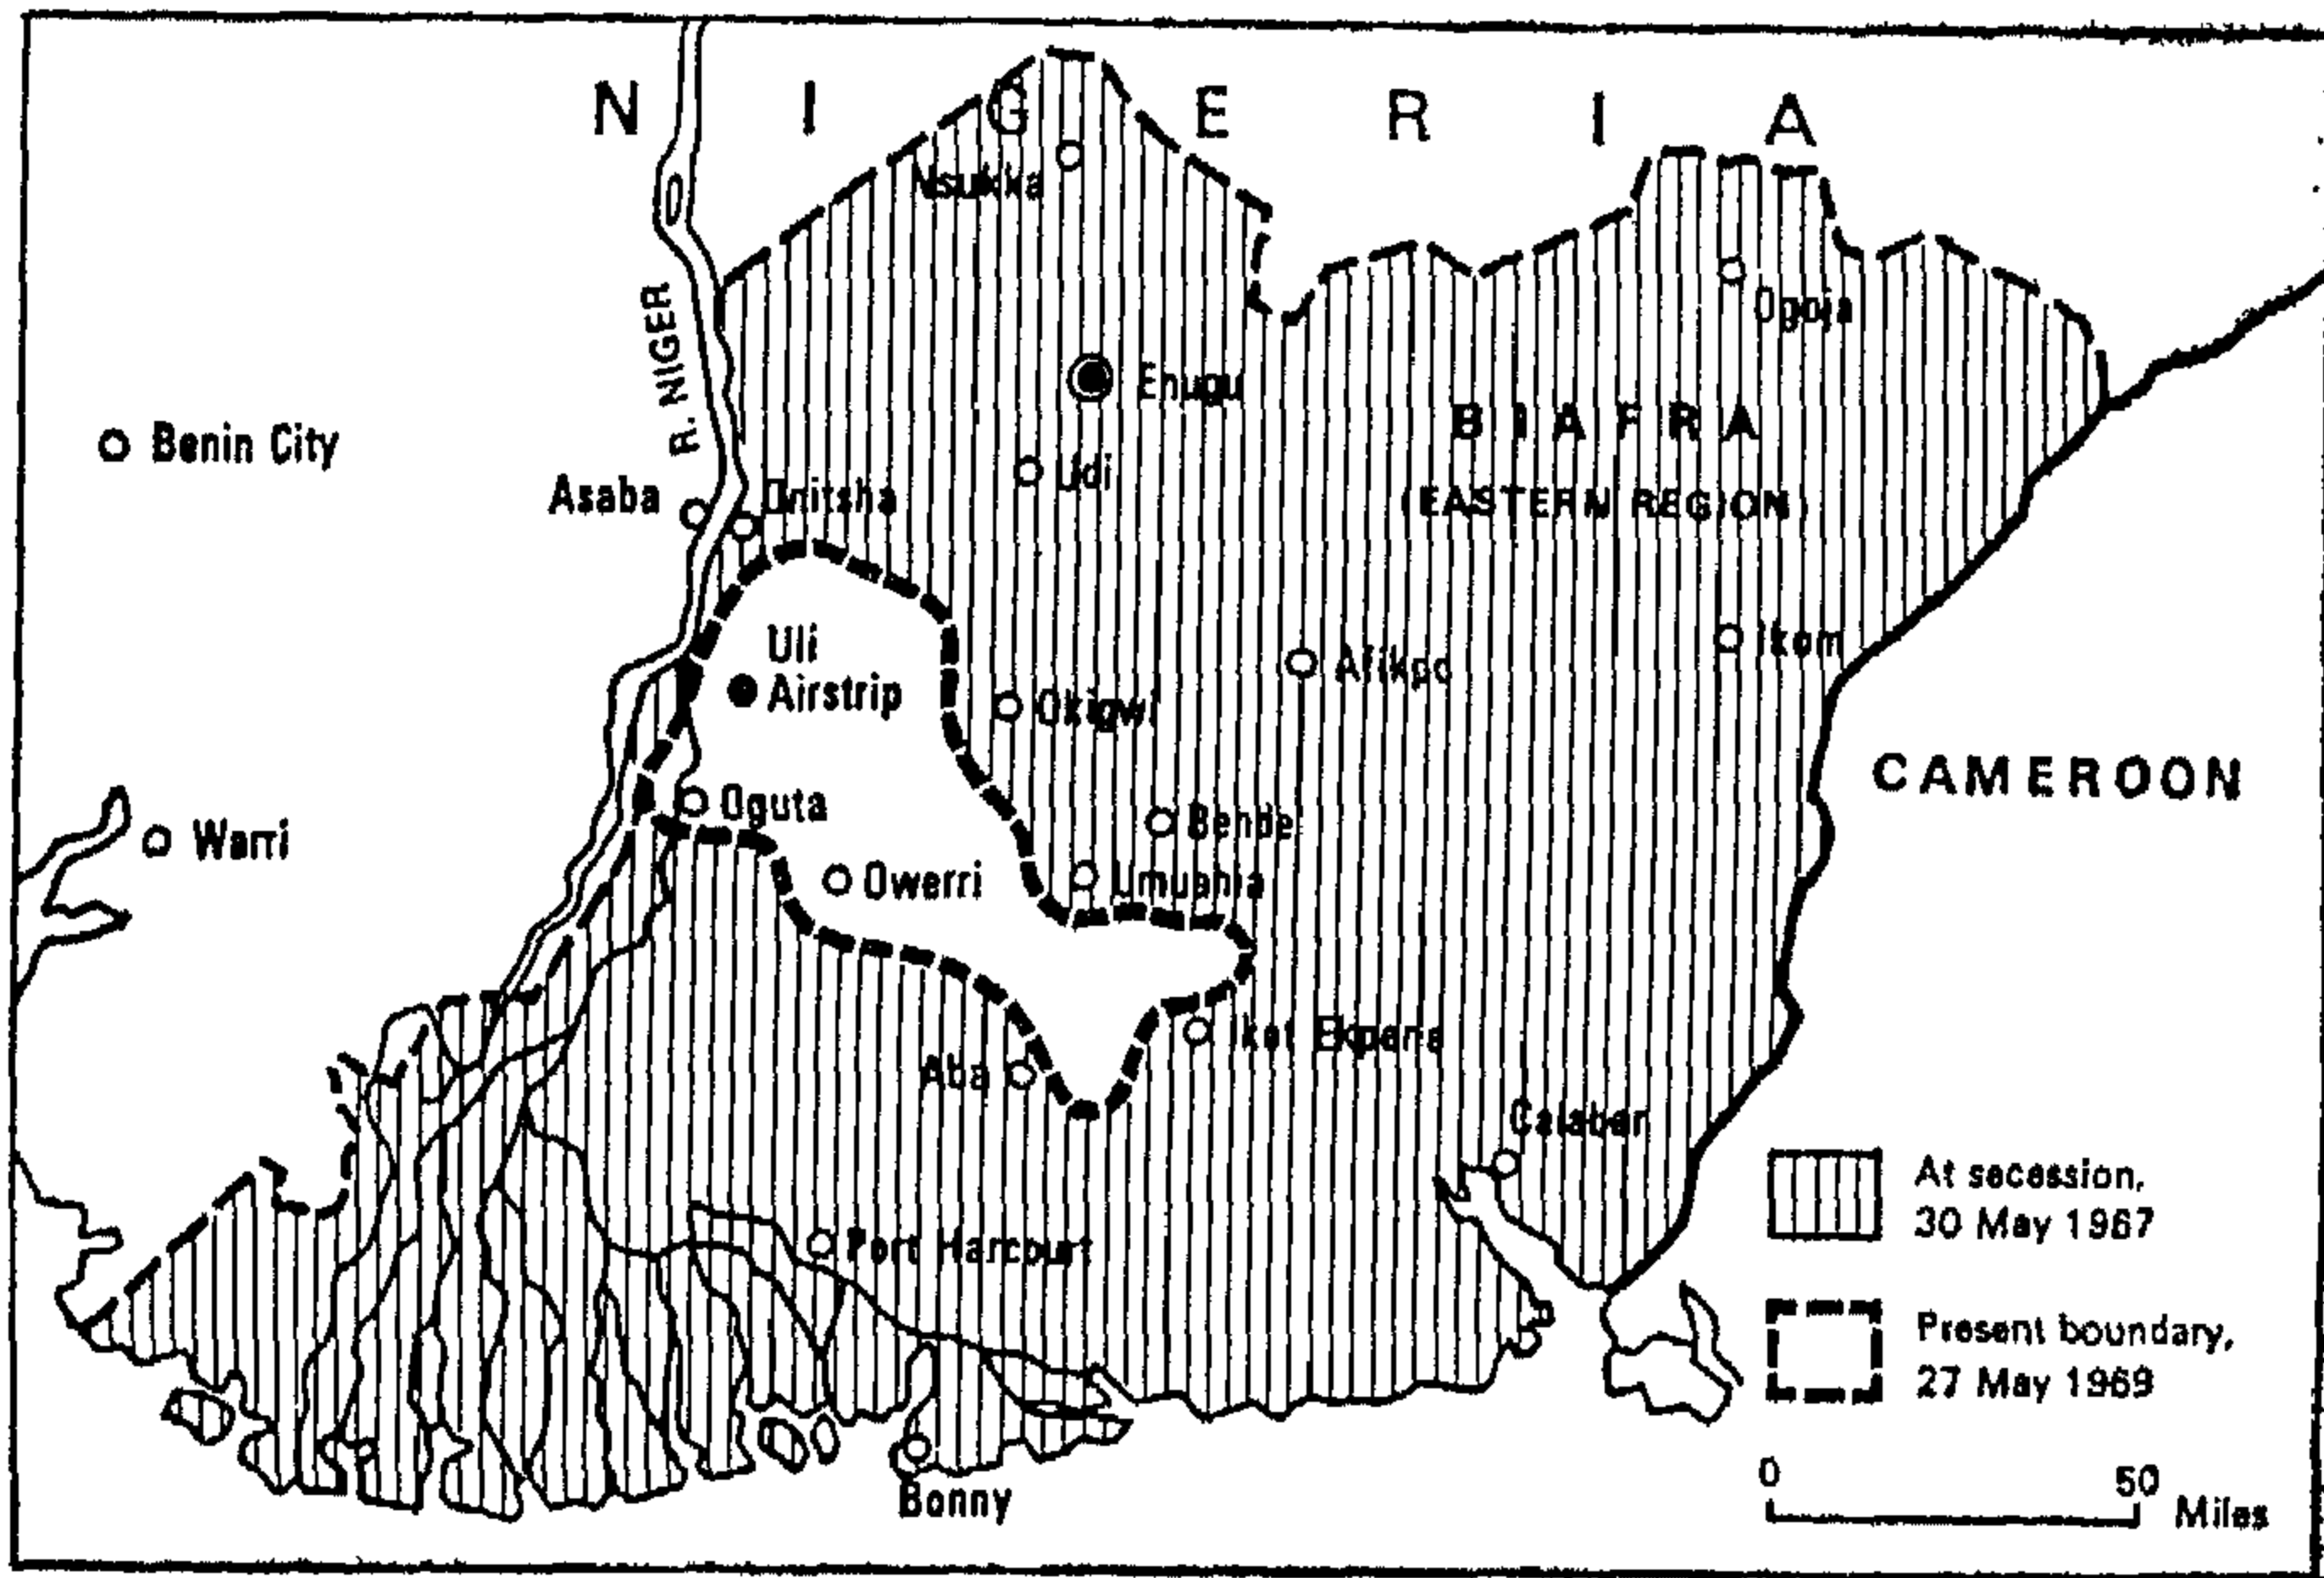 NIGERIA
Nsukka
Ogoja
R. NIGER
Enugu
BIAFRA
(EASTERN REGION)
Benin City
Udi
Asaba
Onitsha
Uli
Airstrip
Afikpo
Ikom
Okigwi
CAMEROON
Oguta
Bende
Warri
Owerri
Umuahia
Ikot Ekpene
Aba
Calabar
At secession,
30 May 1967
Port Harcourt
Present boundary,
27 May 1969
Bonny
0 50 Miles